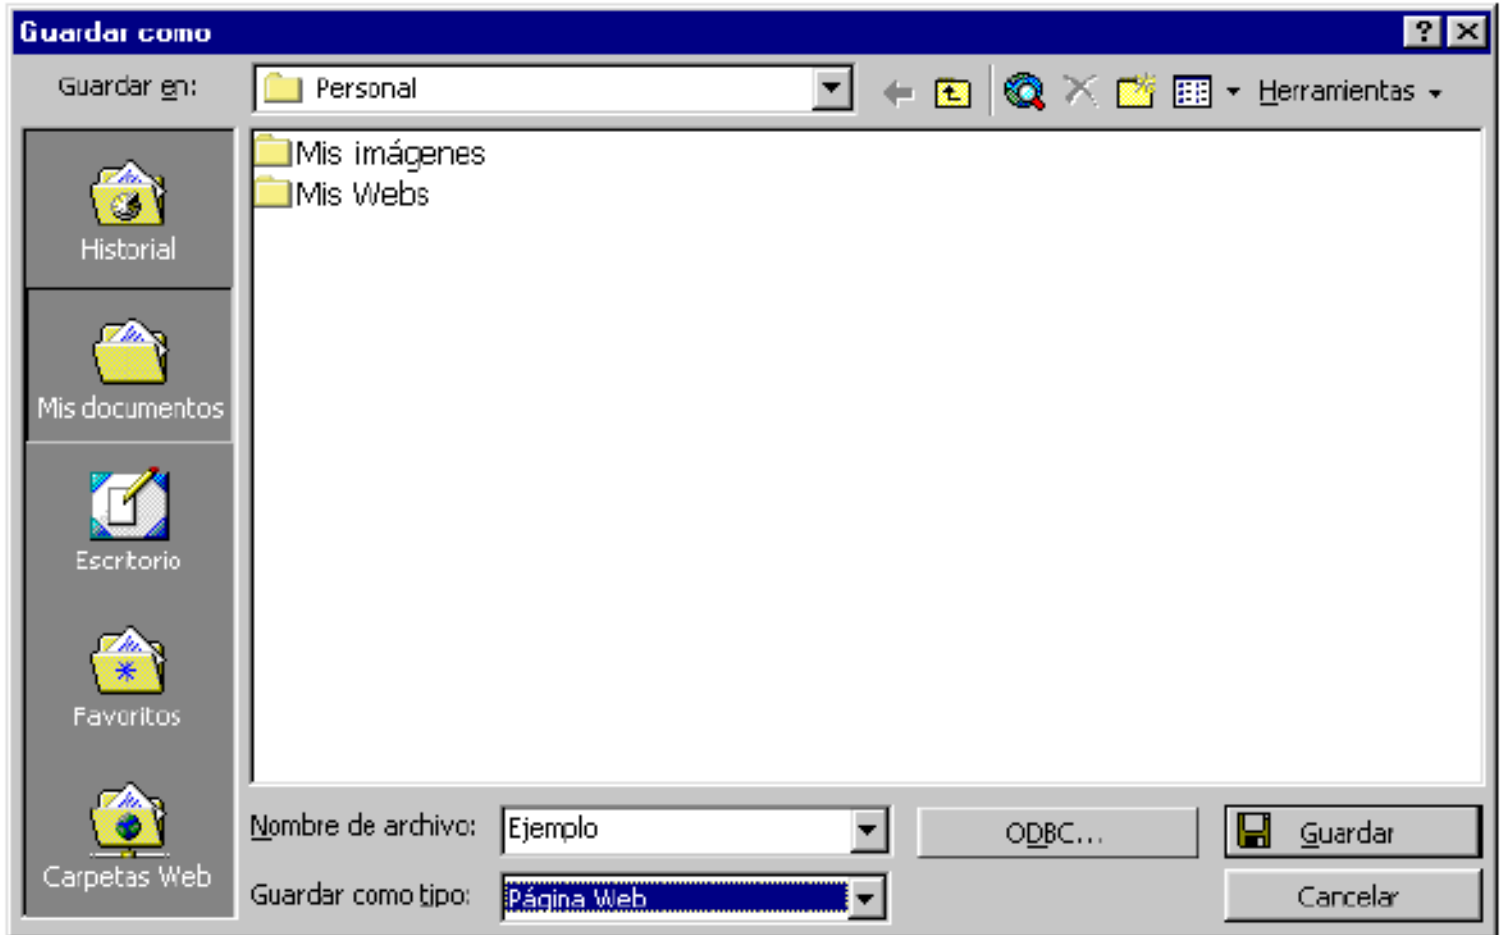 Guardar como
Guardar en:
Personal
Herramientas
Mis imágenes
Mis Webs
Historial
Mis documentos
Escritorio
Favoritos
Carpetas Web
Nombre de archivo:
Ejemplo
ODBC...
Guardar
Guardar como tipo:
Página Web
Cancelar